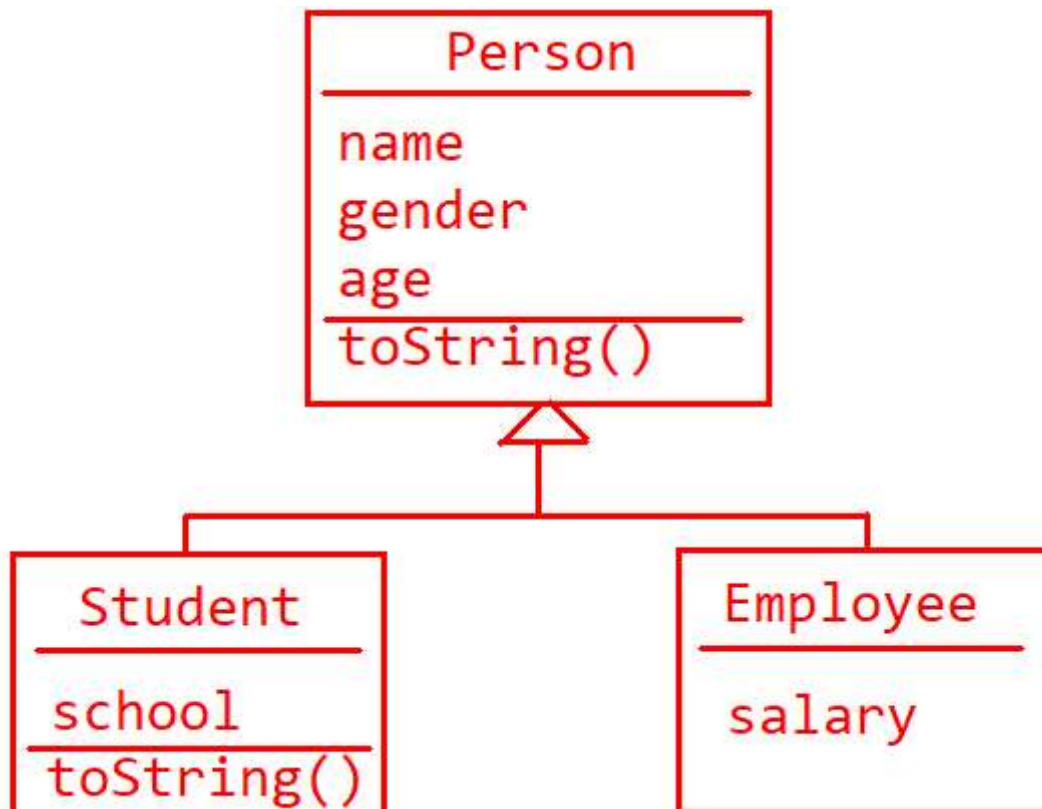 Person
name
gender
age
toString()
Student
school
toString()
Employee
salary